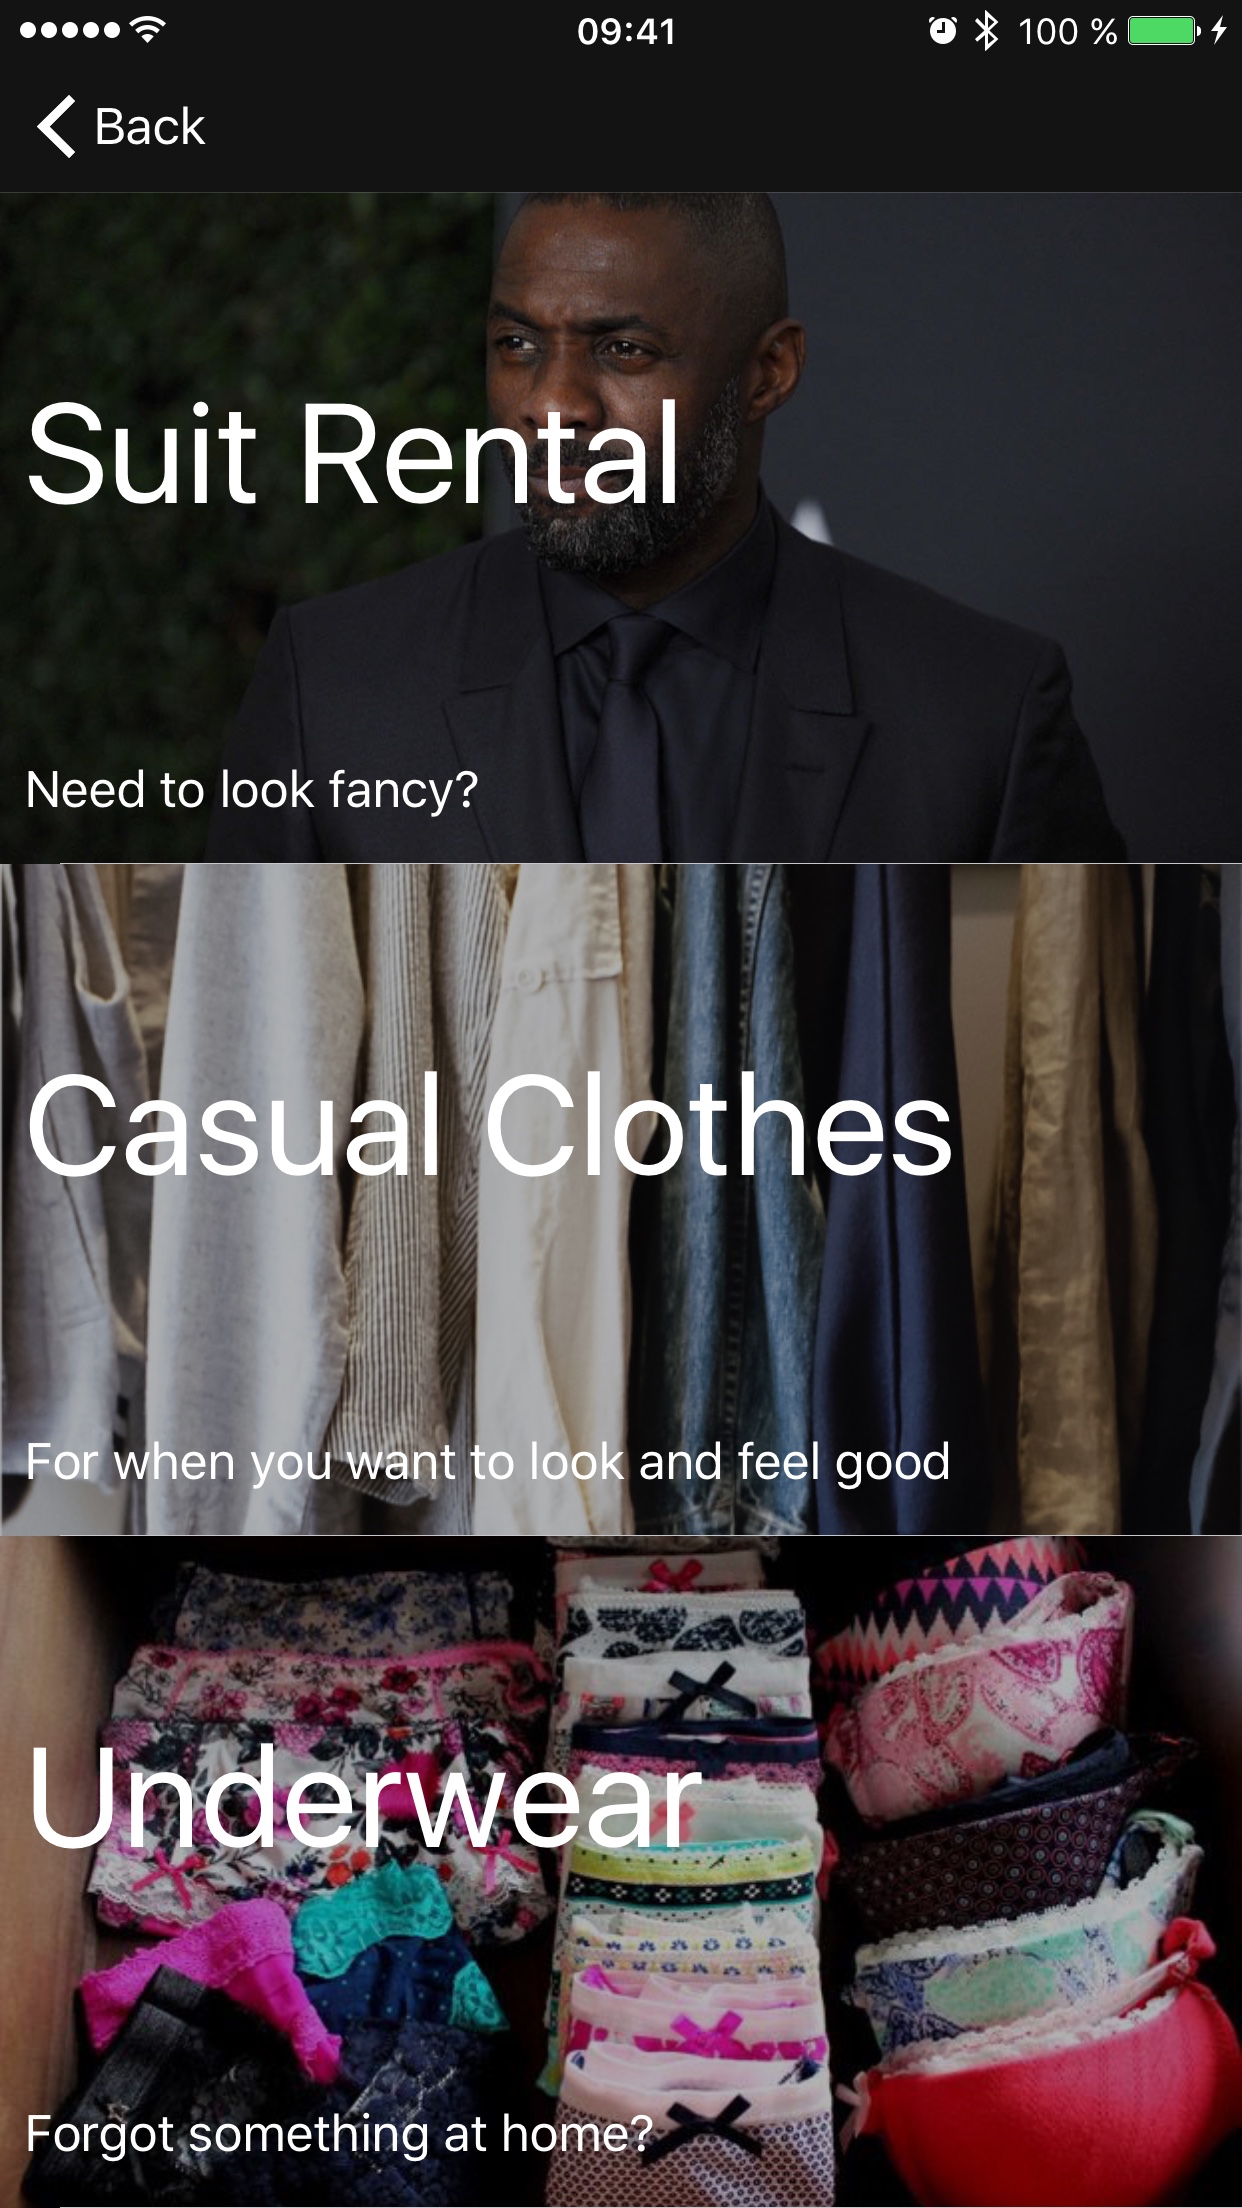 09:41
100 %
Back
Suit Rental
Need to look fancy?
Casual Clothes
For when you want to look and feel good
Underwear
Forgot something at home?